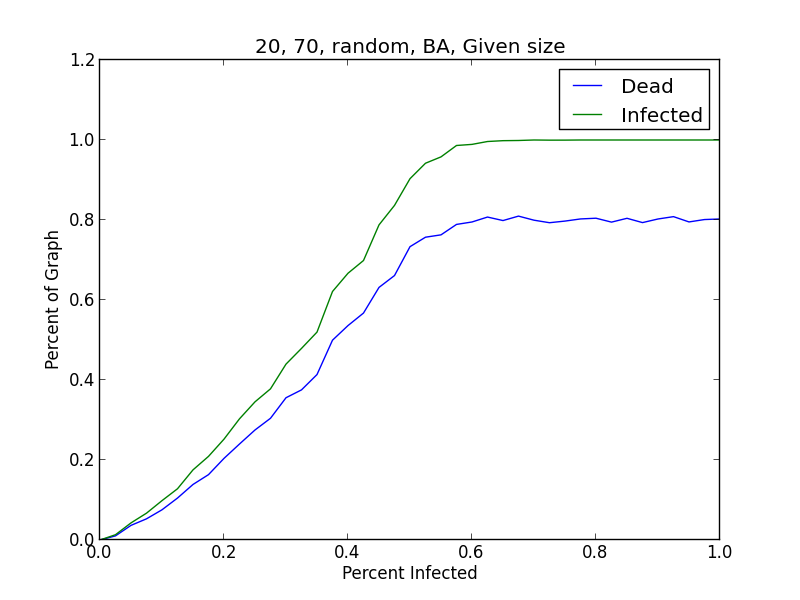 20, 70, random, BA, Given size
Dead
Infected
Percent of Graph
1.2
1.0
0.8
0.6
0.4
0.2
0.0
0.0 0.2 0.4 0.6 0.8 1.0
Percent Infected